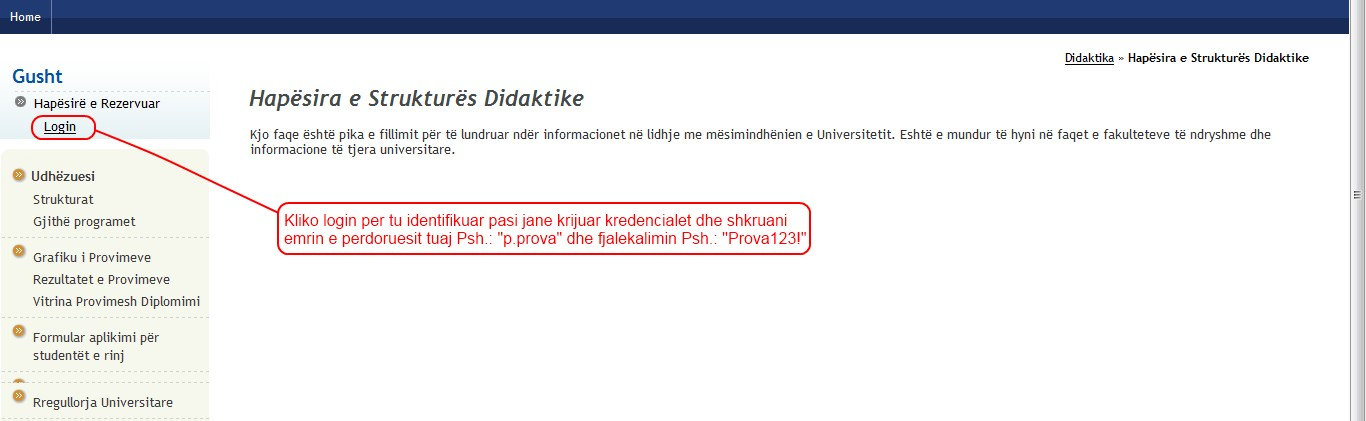 Home
Didaktika » Hapësira e Strukturës Didaktike
Gusht
Hapësirë e Rezervuar
Login
Udhëzuesi
Strukturat
Gjithë programet
Grafiku i Provimeve
Rezultatet e Provimeve
Vitrina Provimesh Diplomimi
Formular aplikimi për
studentët e rinj
Rregullorja Universitare
Hapësira e Strukturës Didaktike
Kjo faqe është pika e fillimit për të lundruar ndër informacionet në lidhje me mësimindhënien e Universitetit. Eshtë e mundur të hyni në faqet e fakulteteve të ndryshme dhe
informacione të tjera universitare.
Kliko login per tu identifikuar pasi jane krijuar kredencialet dhe shkruani
emrin e perdoruesit tuaj Psh.: "p.prova" dhe fjalekalimin Psh.: "Prova123!"